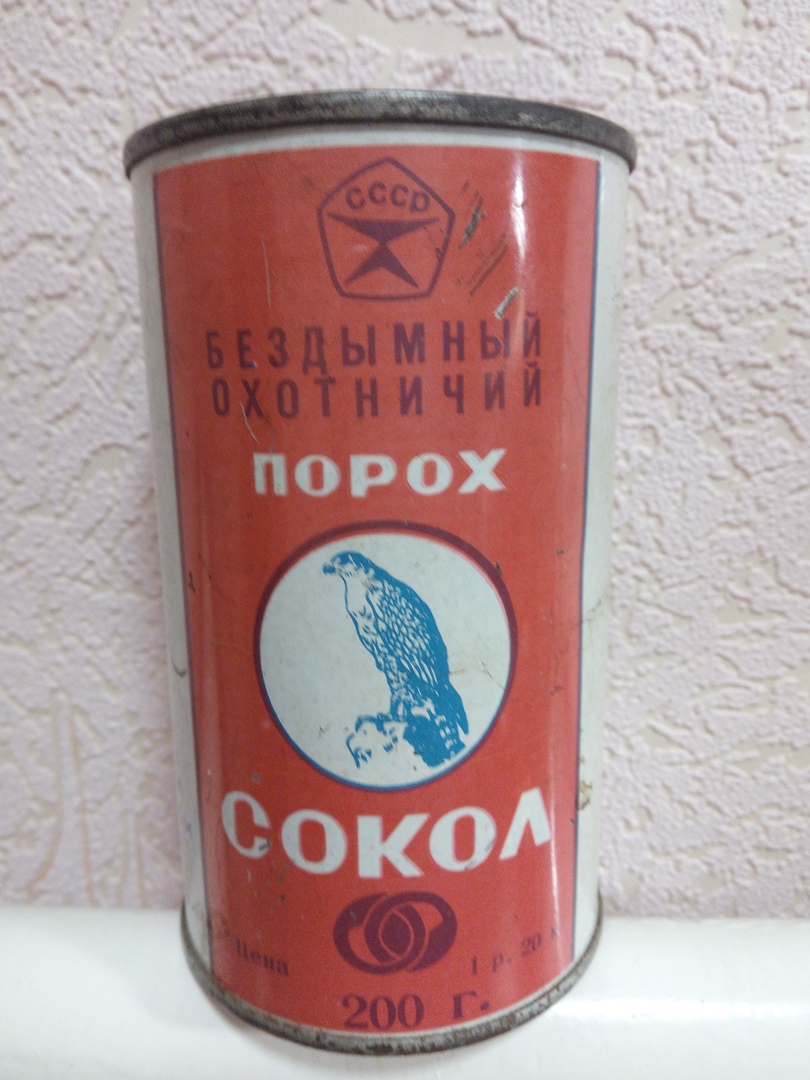 СССР
БЕЗДЫМНЫЙ
ОХОТНИЧИЙ
ПОРОХ
СОКОЛ
Цена 1 р. 20 к
200 Г.